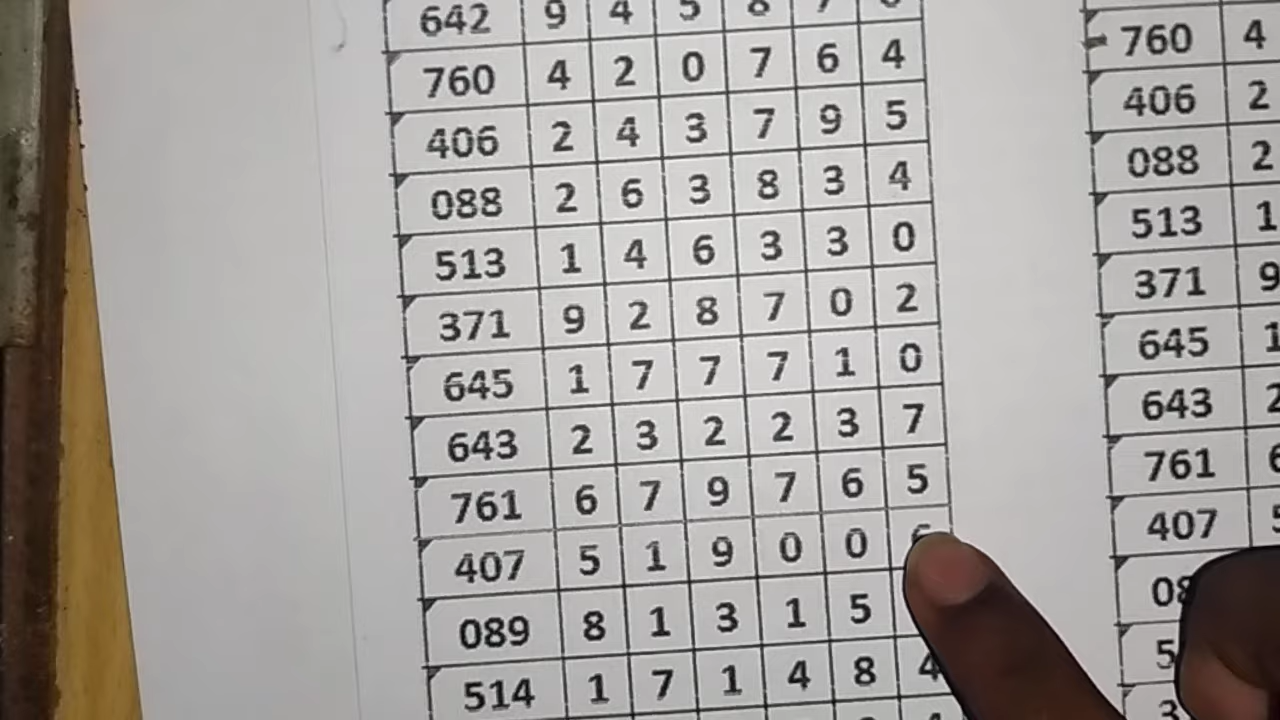 642 9 4 5 8 7
760 4 2 0 7 6 4
406 2 4 3 7 9 5
088 2 6 3 8 3 4
513 1 4 6 3 3 0
371 9 2 8 7 0 2
645 1 7 7 7 1 0
643 2 3 2 2 3 7
761 6 7 9 7 6 5
407 5 1 9 0 0
089 8 1 3 1 5
514 1 7 1 4 8 4
760 4
406 2
088 2
513 1
371 9
645 1
643 2
761 6
407 5